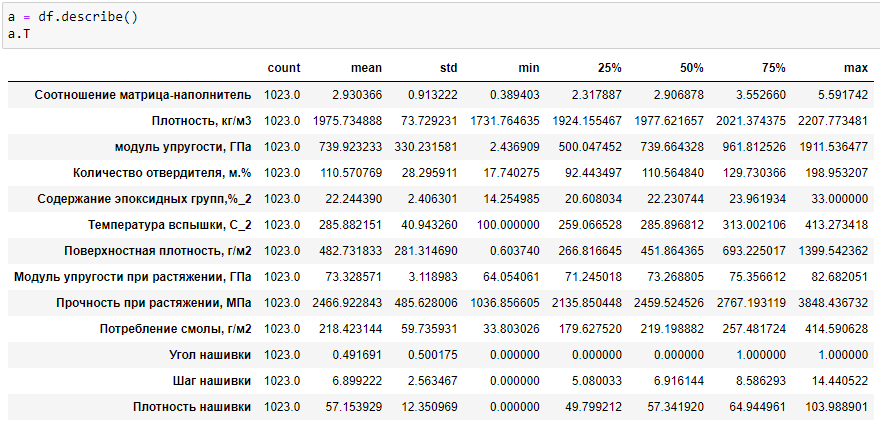 a = df.describe()
a.T
count mean std min 25% 50% 75% max
Соотношение матрица-наполнитель 1023.0 2.930366 0.913222 0.389403 2.317887 2.906878 3.552660 5.591742
Плотность, кг/м3 1023.0 1975.734888 73.729231 1731.764635 1924.155467 1977.621657 2021.374375 2207.773481
модуль упругости, ГПа 1023.0 739.923233 330.231581 2.436909 500.047452 739.664328 961.812526 1911.536477
Количество отвердителя, м.% 1023.0 110.570769 28.295911 17.740275 92.443497 110.564840 129.730366 198.953207
Содержание эпоксидных групп,%_2 1023.0 22.244390 2.406301 14.254985 20.608034 22.230744 23.961934 33.000000
Температура вспышки, С_2 1023.0 285.882151 40.943260 100.000000 259.066528 285.896812 313.002106 413.273418
Поверхностная плотность, г/м2 1023.0 482.731833 281.314690 0.603740 266.816645 451.864365 693.225017 1399.542362
Модуль упругости при растяжении, ГПа 1023.0 73.328571 3.118983 64.054061 71.245018 73.268805 75.356612 82.682051
Прочность при растяжении, МПа 1023.0 2466.922843 485.628006 1036.856605 2135.850448 2459.524526 2767.193119 3848.436732
Потребление смолы, г/м2 1023.0 218.423144 59.735931 33.803026 179.627520 219.198882 257.481724 414.590628
Угол нашивки 1023.0 0.491691 0.500175 0.000000 0.000000 0.000000 1.000000 1.000000
Шаг нашивки 1023.0 6.899222 2.563467 0.000000 5.080033 6.916144 8.586293 14.440522
Плотность нашивки 1023.0 57.153929 12.350969 0.000000 49.799212 57.341920 64.944961 103.988901